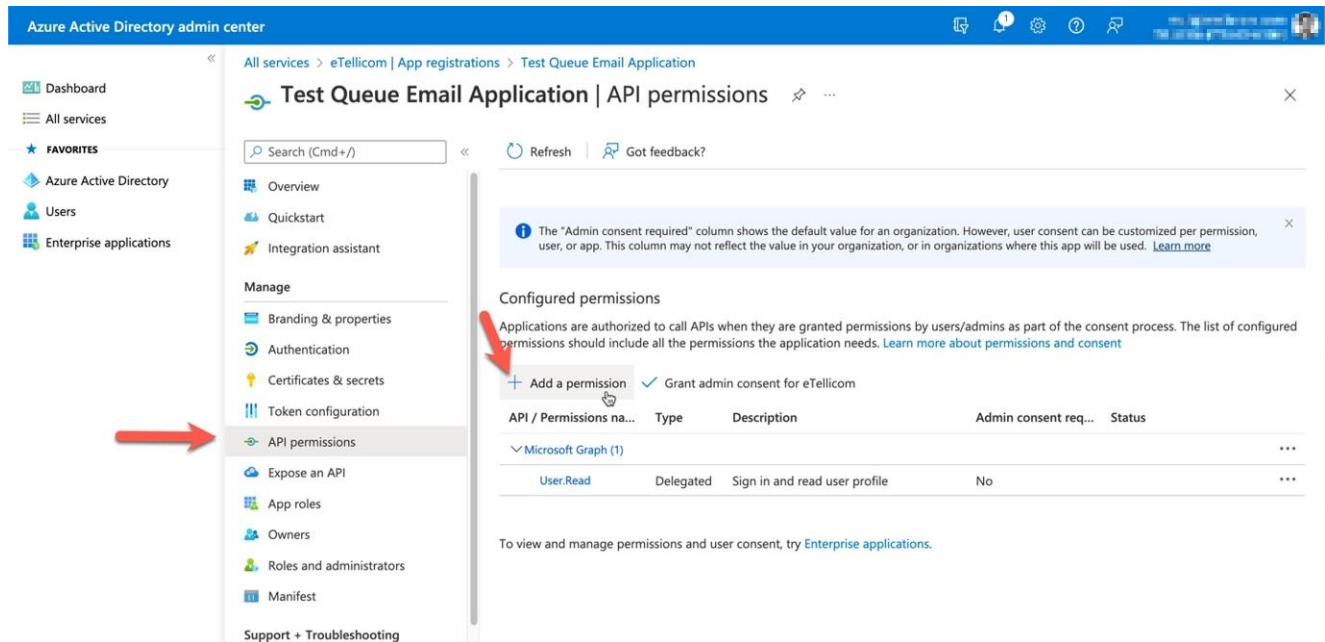 Azure Active Directory admin center
1
«
All services > eTellicom | App registrations > Test Queue Email Application
Test Queue Email Application | API permissions
...
Dashboard
All services
FAVORITES
Azure Active Directory
Users
Enterprise applications
Search (Cmd+/)
«
Overview
Quickstart
Integration assistant
Manage
Branding & properties
Authentication
Certificates & secrets
Token configuration
API permissions
Expose an API
App roles
Owners
Roles and administrators
Manifest
Support + Troubleshooting
Refresh
Got feedback?
The "Admin consent required" column shows the default value for an organization. However, user consent can be customized per permission,
user, or app. This column may not reflect the value in your organization, or in organizations where this app will be used. Learn more
Configured permissions
Applications are authorized to call APIs when they are granted permissions by users/admins as part of the consent process. The list of configured
permissions should include all the permissions the application needs. Learn more about permissions and consent
+ Add a permission
Grant admin consent for eTellicom
API / Permissions na... Type Description Admin consent req... Status
Microsoft Graph (1) ...
User.Read Delegated Sign in and read user profile No ...
To view and manage permissions and user consent, try Enterprise applications.